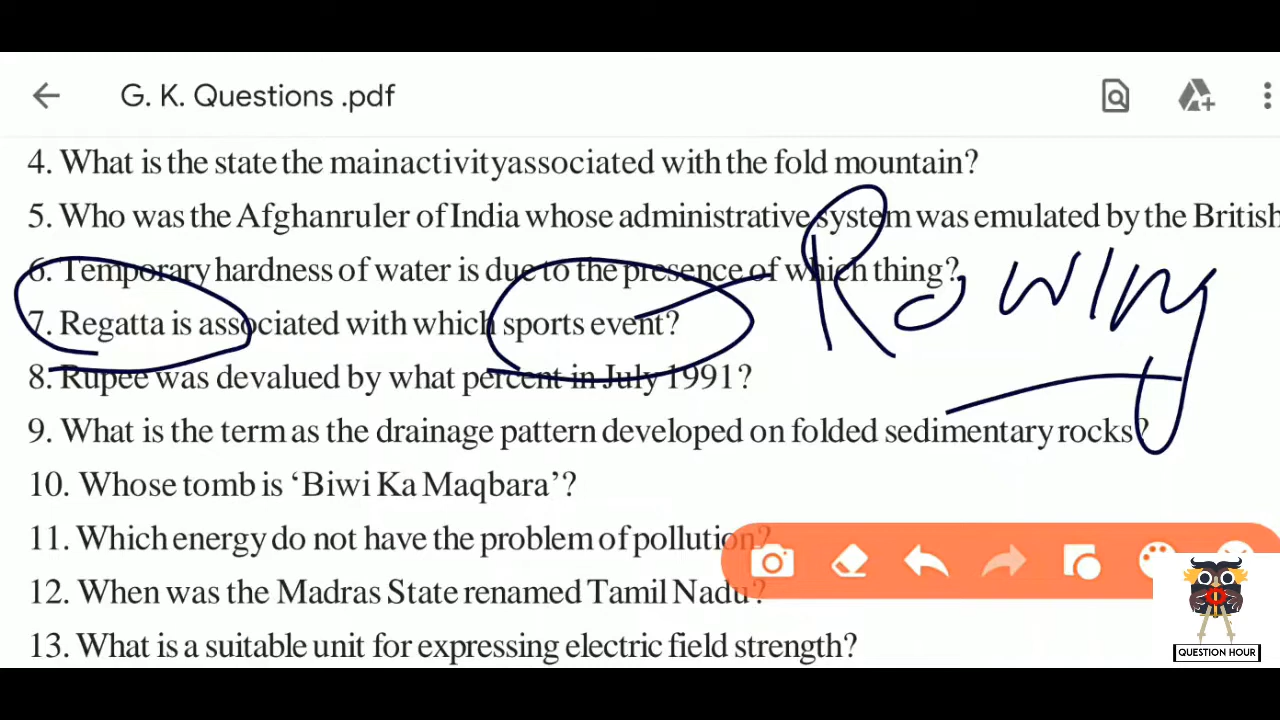 G. K. Questions .pdf
4. What is the state the mainactivityassociated with the fold mountain?
5. Who was the Afghanruler of India whose administrative system was emulated by the British
6. Temporary hardness of water is due to the presence of which thing?
7. Regatta is associated with which sports event?
Rowing
8. Rupee was devalued by what percent in July 1991?
9. What is the term as the drainage pattern developed on folded sedimentary rocks?
10. Whose tomb is ‘Biwi Ka Maqbara’?
11. Which energy do not have the problem of pollution?
12. When was the Madras State renamed Tamil Nadu?
13. What is a suitable unit for expressing electric field strength?
QUESTION HOUR